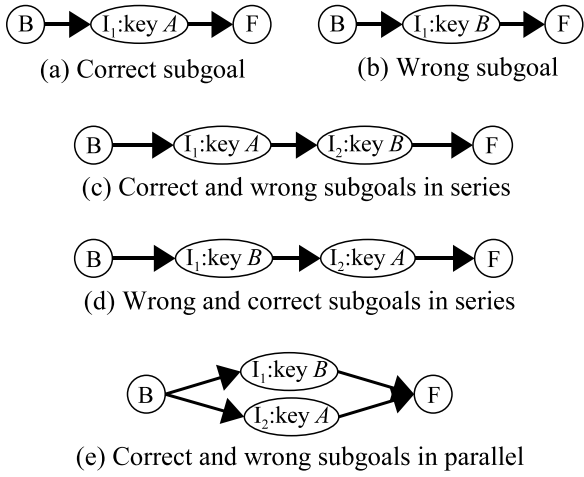 B I₁:key A F B I₁:key B F
(a) Correct subgoal (b) Wrong subgoal
B I₁:key A I₂:key B F
(c) Correct and wrong subgoals in series
B I₁:key B I₂:key A F
(d) Wrong and correct subgoals in series
I₁:key B
B F
I₂:key A
(e) Correct and wrong subgoals in parallel